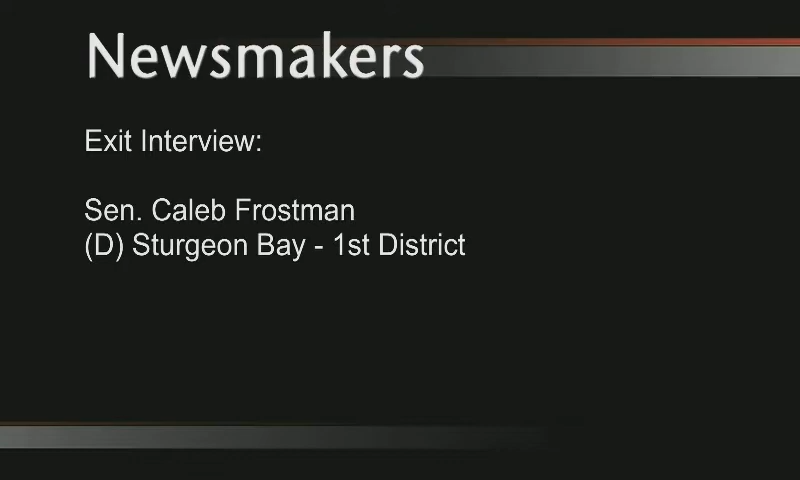 Newsmakers
Exit Interview:
Sen. Caleb Frostman
(D) Sturgeon Bay - 1st District